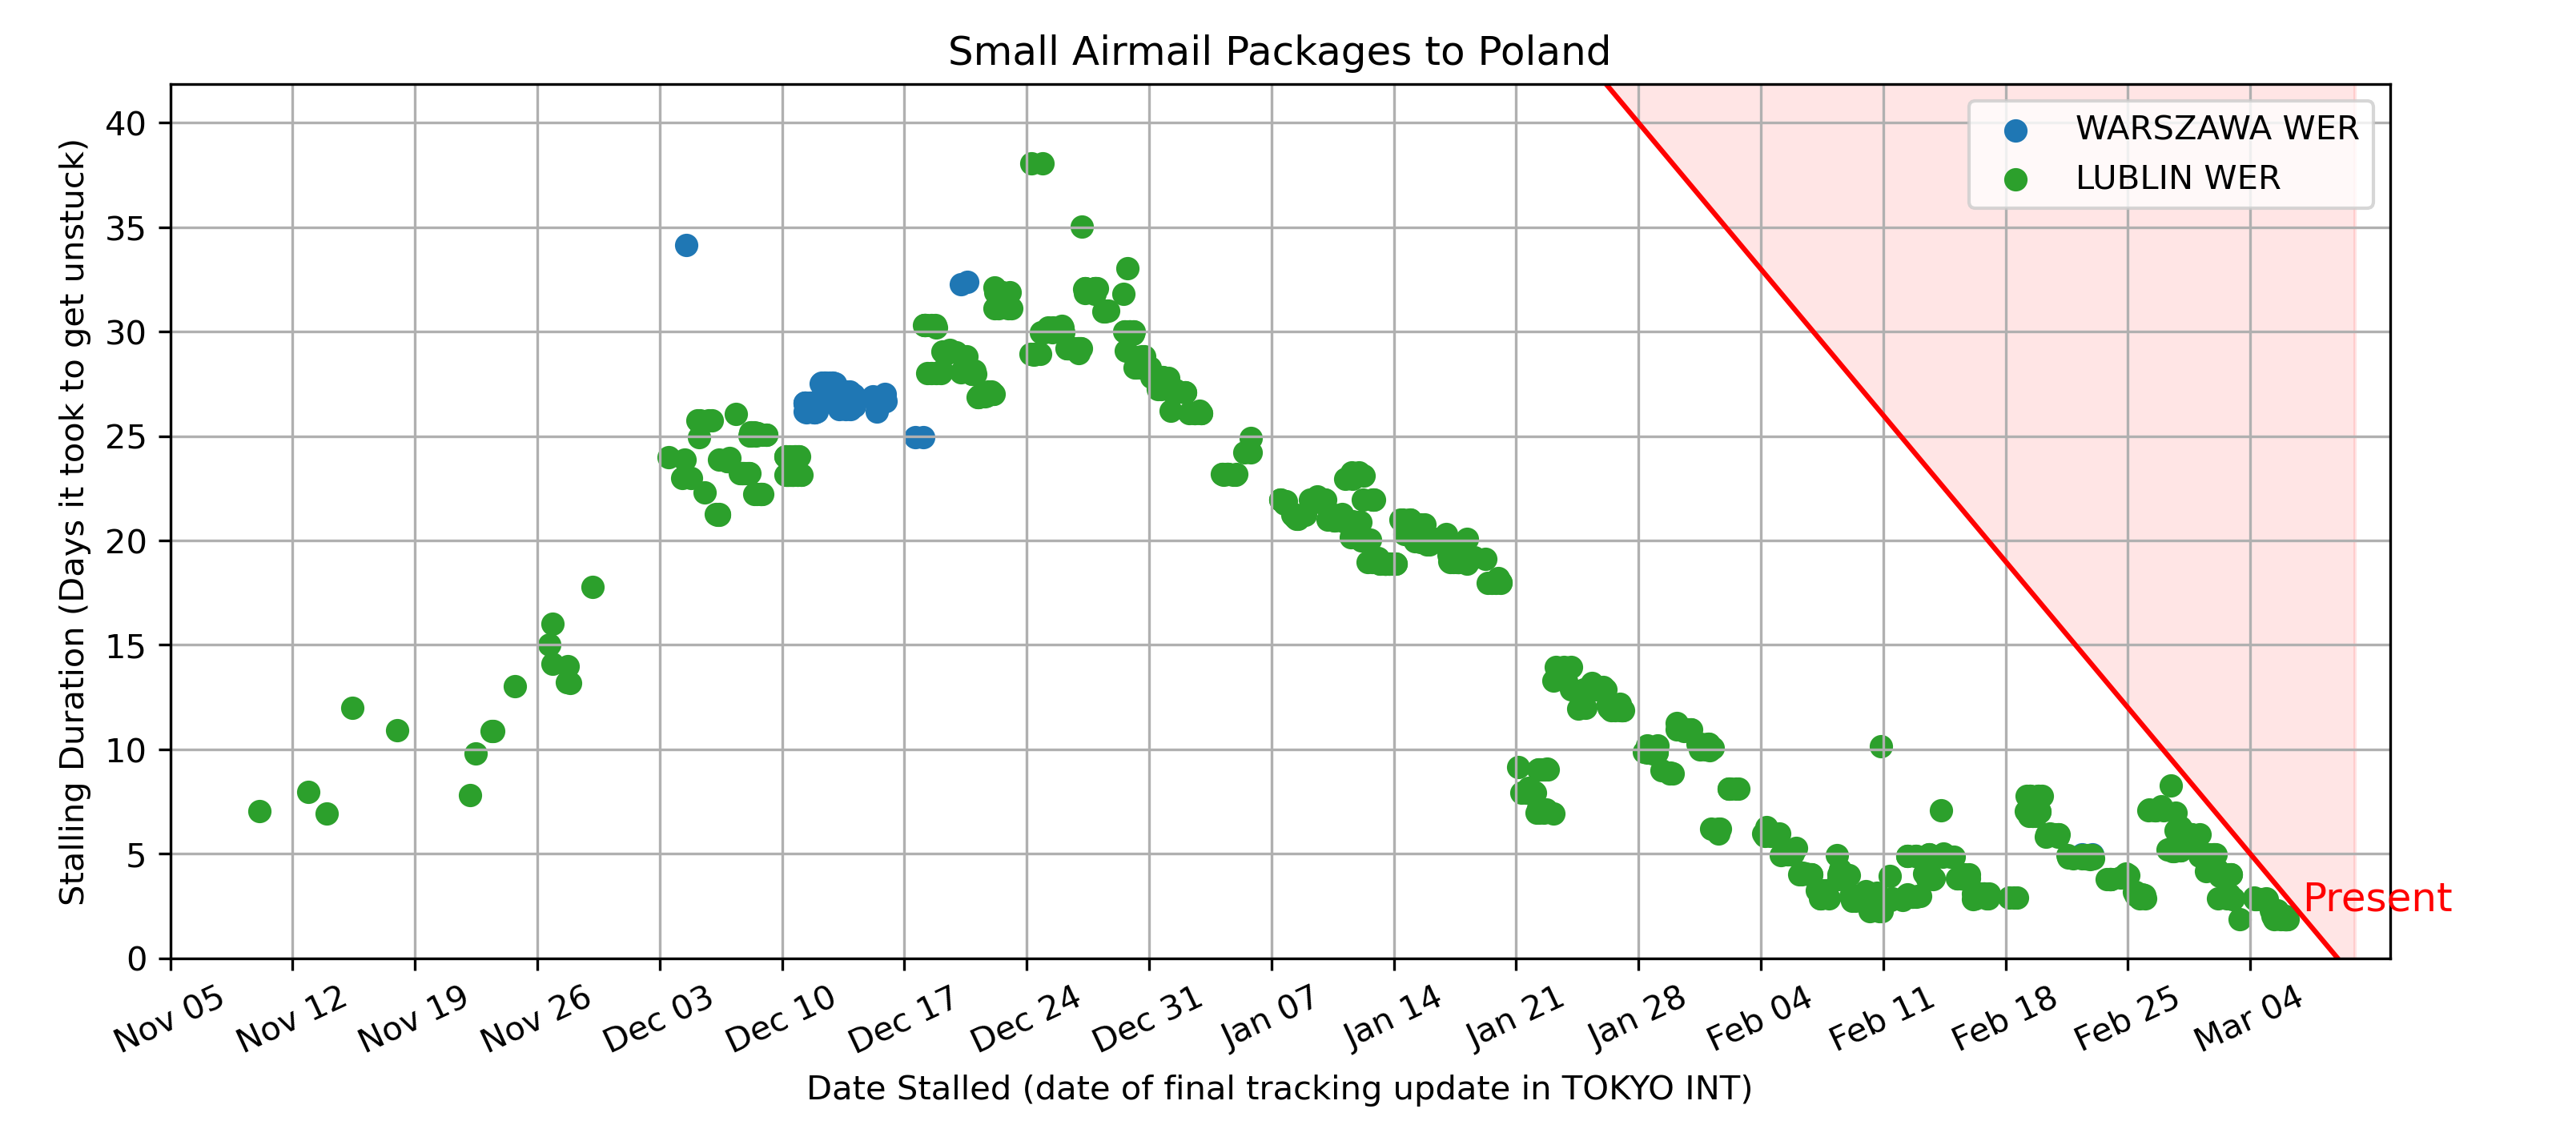 Small Airmail Packages to Poland
WARSZAWA WER
LUBLIN WER
Present
Stalling Duration (Days it took to get unstuck)
40
35
30
25
20
15
10
5
0
Nov 05
Nov 12
Nov 19
Nov 26
Dec 03
Dec 10
Dec 17
Dec 24
Dec 31
Jan 07
Jan 14
Jan 21
Jan 28
Feb 04
Feb 11
Feb 18
Feb 25
Mar 04
Date Stalled (date of final tracking update in TOKYO INT)